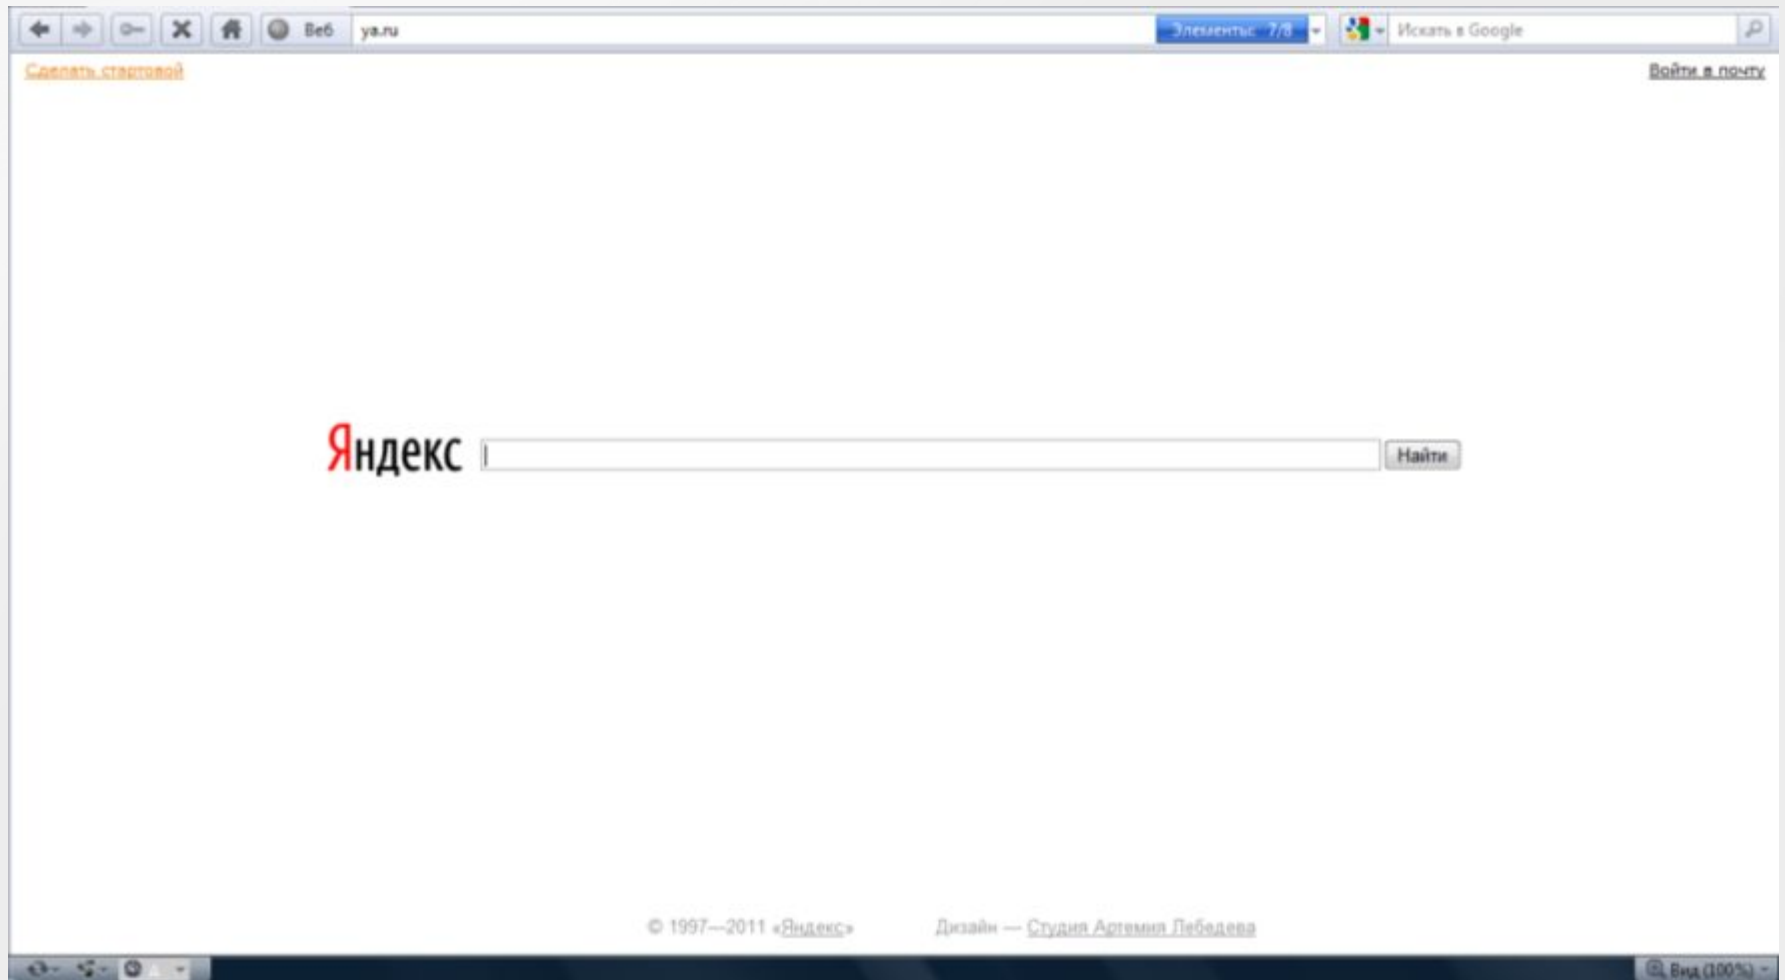 Веб ya.ru Элементы: 7/8 Искать в Google
Сделать стартовой Войти в почту
Яндекс Найти
© 1997—2011 «Яндекс» Дизайн — Студия Артемия Лебедева
Вид (100%)